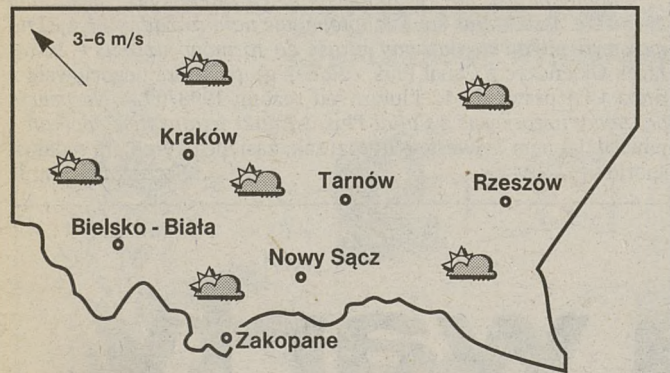 3–6 m/s
Kraków
Tarnów
Rzeszów
Bielsko - Biała
Nowy Sącz
Zakopane